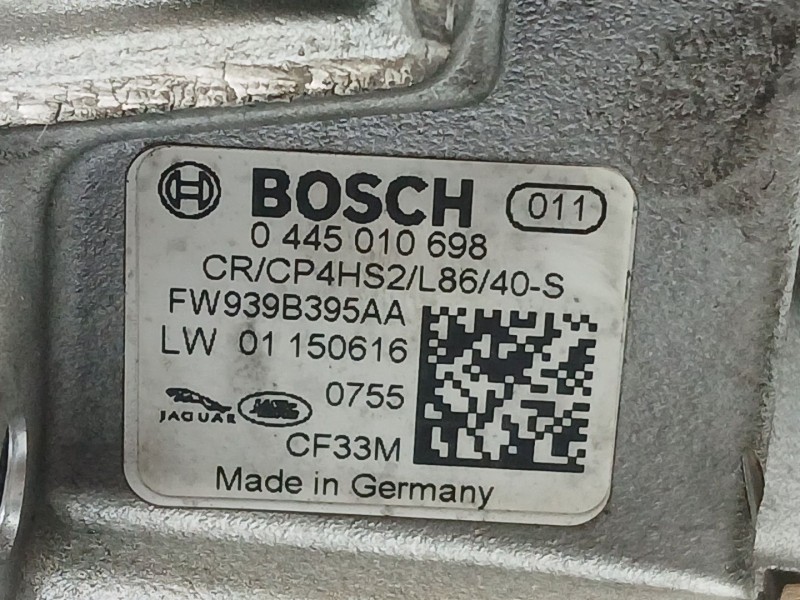 BOSCH 011
0 445 010 698
CR/CP4HS2/L86/40-S
FW939B395AA
LW 01 150616
0755
JAGUAR
CF33M
Made in Germany